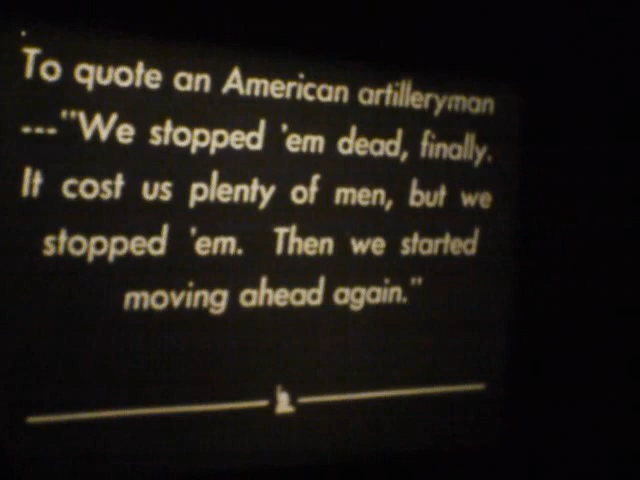 To quote an American artilleryman
---"We stopped 'em dead, finally.
It cost us plenty of men, but we
stopped 'em. Then we started
moving ahead again."